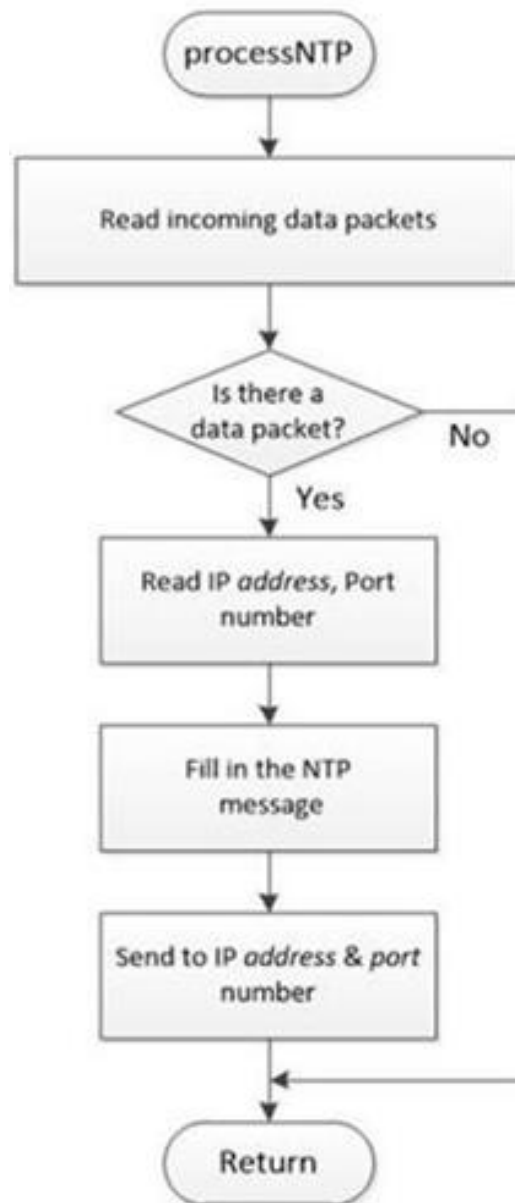 processNTP
Read incoming data packets
Is there a
data packet?
No
Yes
Read IP address, Port
number
Fill in the NTP
message
Send to IP address & port
number
Return